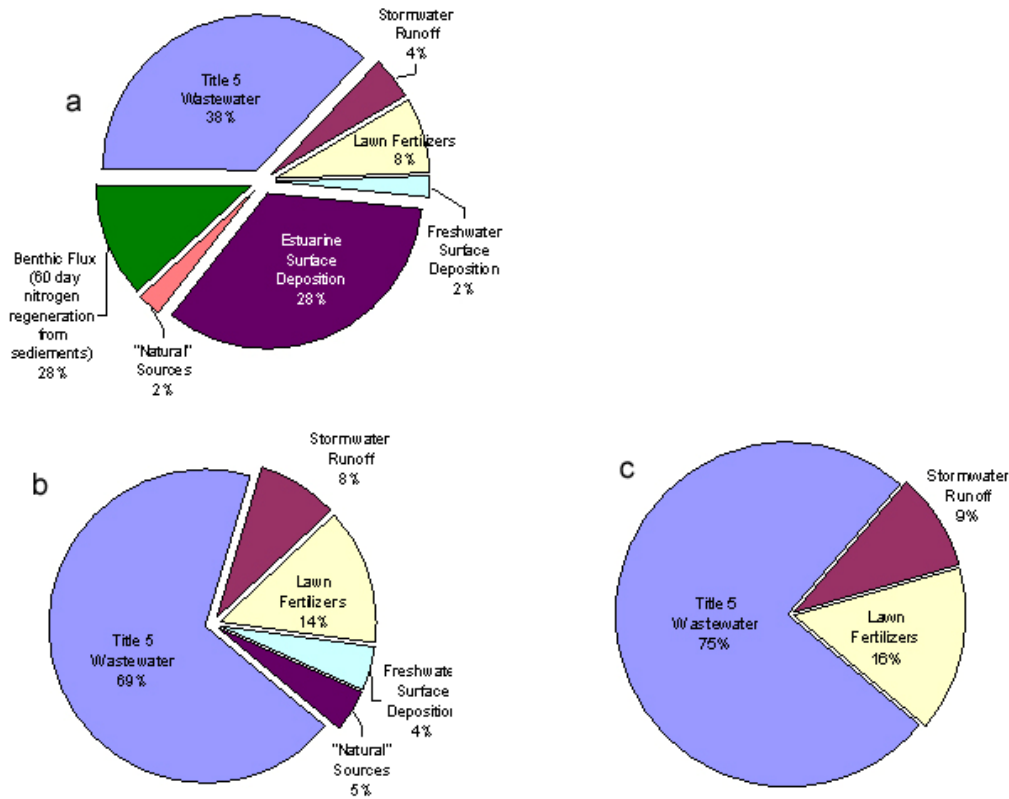 a
Title 5
Wastewater
38%
Stormwater
Runoff
4%
Lawn Fertilizers
8%
Freshwater
Surface
Deposition
2%
Estuarine
Surface
Deposition
28%
"Natural"
Sources
2%
Benthic Flux
(60 day
nitrogen
regeneration
from
sediements)
28%
b
Title 5
Wastewater
69%
Stormwater
Runoff
8%
Lawn
Fertilizers
14%
Freshwate
Surface
Deposition
4%
"Natural"
Sources
5%
c
Title 5
Wastewater
75%
Stormwater
Runoff
9%
Lawn
Fertilizers
16%